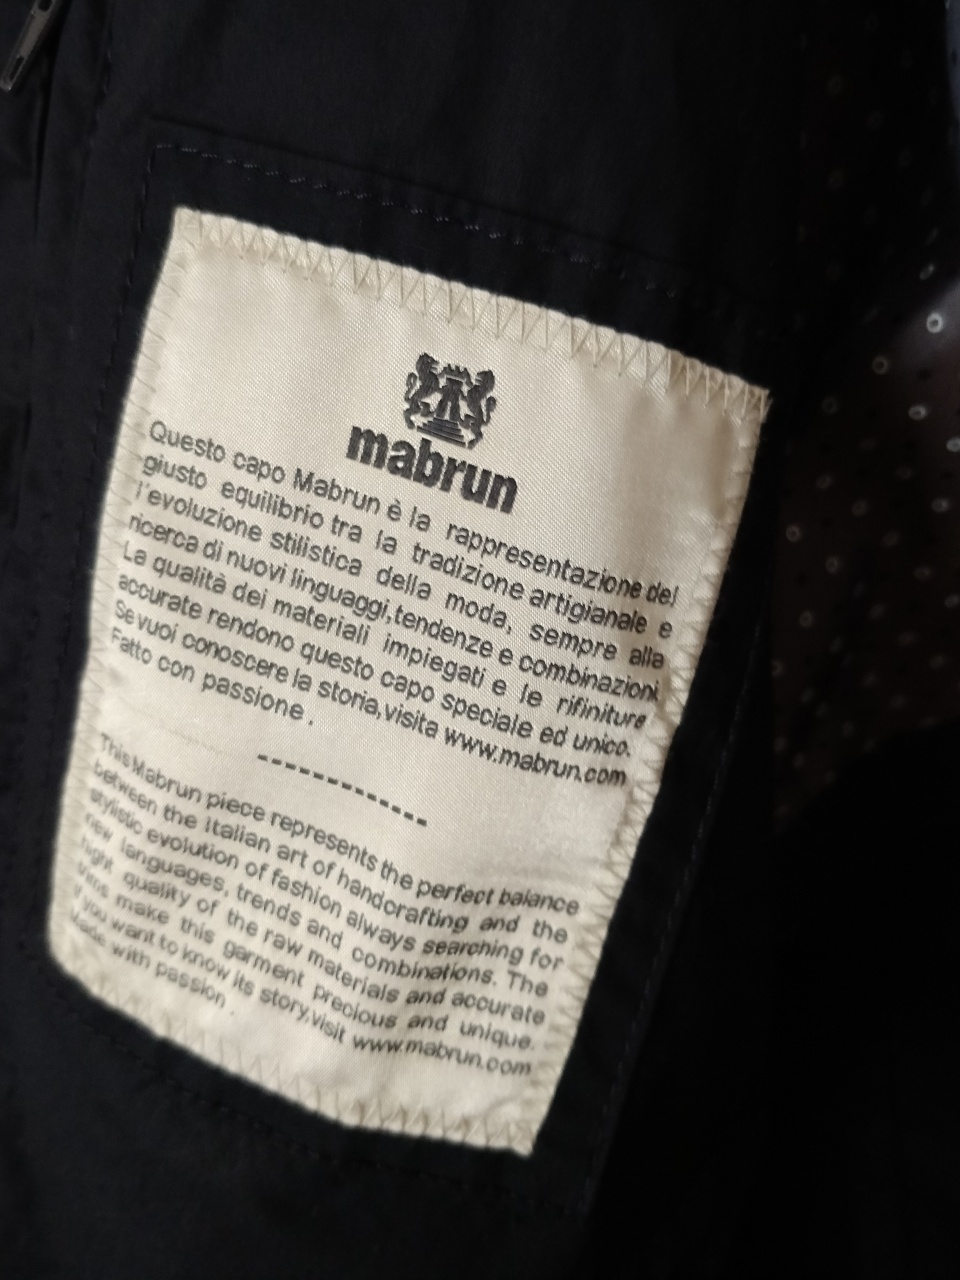 mabrun
Questo capo Mabrun è la rappresentazione del
giusto equilibrio tra la tradizione artigianale e
l'evoluzione stilistica della moda, sempre alla
ricerca di nuovi linguaggi,tendenze e combinazioni.
La qualità dei materiali impiegati e le rifiniture
accurate rendono questo capo speciale ed unico.
Se vuoi conoscere la storia,visita www.mabrun.com
Fatto con passione.
------------
This Mabrun piece represents the perfect balance
between the Italian art of handcrafting and the
stylistic evolution of fashion always searching for
new languages, trends and combinations. The
hight quality of the raw materials and accurate
trims make this garment precious and unique.
If you want to know its story,visit www.mabrun.com
Made with passion.